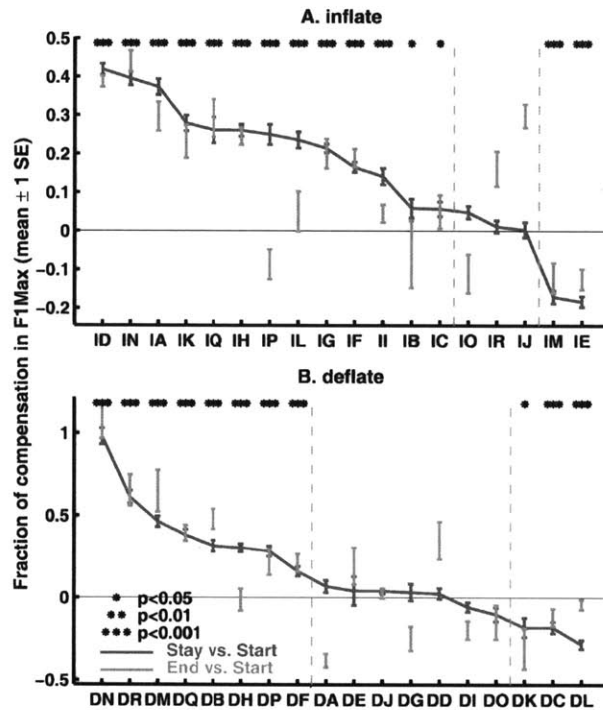 A. inflate
Fraction of compensation in F1Max (mean ± 1 SE)
0.5
0.4
0.3
0.2
0.1
0
−0.1
−0.2
ID IN IA IK IQ IH IP IL IG IF II IB IC IO IR IJ IM IE
B. deflate
1
0.5
0
−0.5
p<0.05
p<0.01
p<0.001
Stay vs. Start
End vs. Start
DN DR DM DQ DB DH DP DF DA DE DJ DG DD DI DO DK DC DL